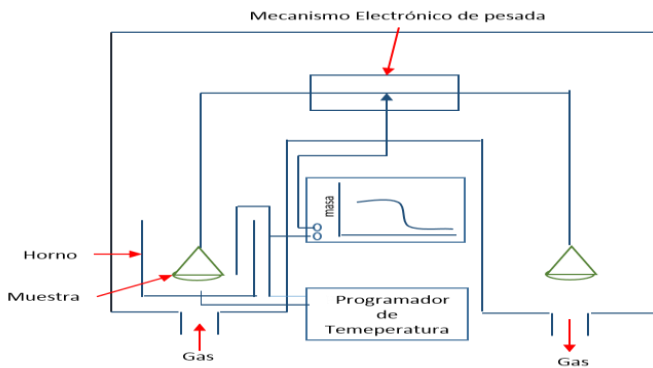 Mecanismo Electrónico de pesada
masa
Horno
Muestra
Programador
de
Temeperatura
Gas
Gas